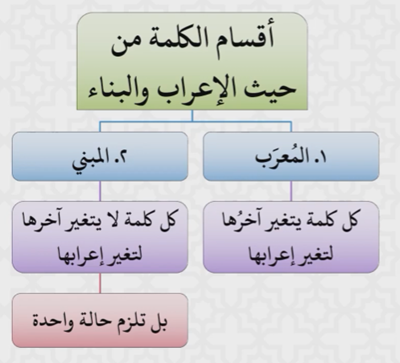 أقسام الكلمة من
حيث الإعراب والبناء
١. المُعرَب
٢. المبني
كل كلمة يتغير آخرُها
لتغير إعرابها
كل كلمة لا يتغير آخرها
لتغير إعرابها
بل تلزم حالة واحدة